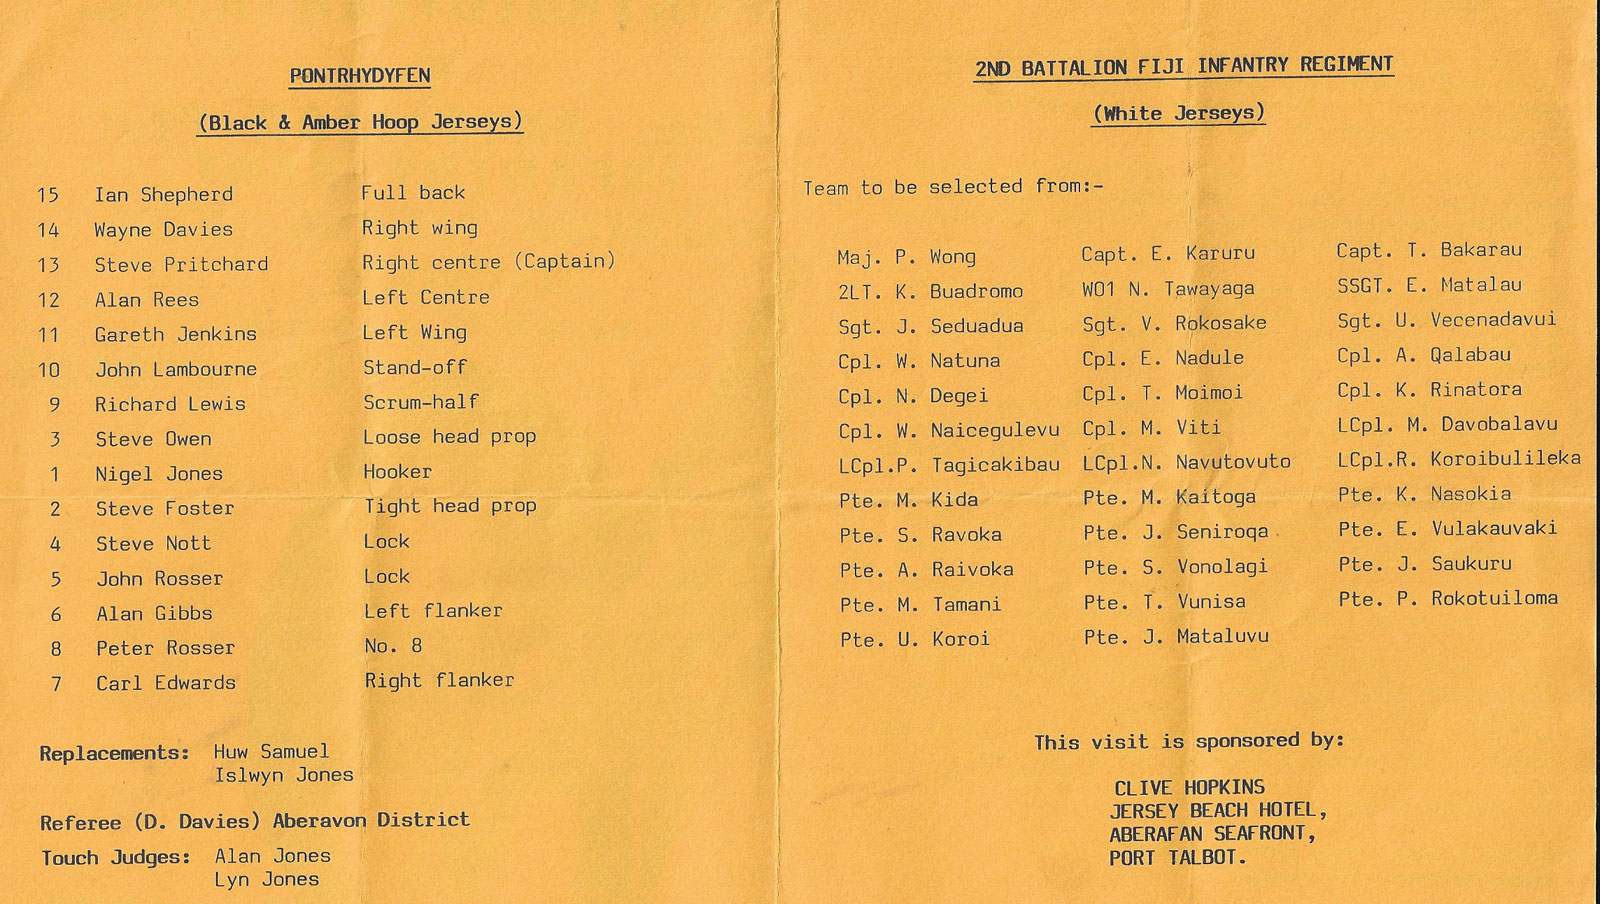 PONTRHYDYFEN
(Black & Amber Hoop Jerseys)
15 Ian Shepherd Full back
14 Wayne Davies Right wing
13 Steve Pritchard Right centre (Captain)
12 Alan Rees Left Centre
11 Gareth Jenkins Left Wing
10 John Lambourne Stand-off
9 Richard Lewis Scrum-half
3 Steve Owen Loose head prop
1 Nigel Jones Hooker
2 Steve Foster Tight head prop
4 Steve Nott Lock
5 John Rosser Lock
6 Alan Gibbs Left flanker
8 Peter Rosser No. 8
7 Carl Edwards Right flanker
Replacements: Huw Samuel
Islwyn Jones
Referee (D. Davies) Aberavon District
Touch Judges: Alan Jones
Lyn Jones
2ND BATTALION FIJI INFANTRY REGIMENT
(White Jerseys)
Team to be selected from:-
Maj. P. Wong Capt. E. Karuru Capt. T. Bakarau
2LT. K. Buadromo WO1 N. Tawayaga SSGT. E. Matalau
Sgt. J. Seduadua Sgt. V. Rokosake Sgt. U. Vecenadavui
Cpl. W. Natuna Cpl. E. Nadule Cpl. A. Qalabau
Cpl. N. Degei Cpl. T. Moimoi Cpl. K. Rinatora
Cpl. W. Naicegulevu Cpl. M. Viti LCpl. M. Davobalavu
LCpl.P. Tagicakibau LCpl.N. Navutovuto LCpl.R. Koroibulileka
Pte. M. Kida Pte. M. Kaitoga Pte. K. Nasokia
Pte. S. Ravoka Pte. J. Seniroqa Pte. E. Vulakauvaki
Pte. A. Raivoka Pte. S. Vonolagi Pte. J. Saukuru
Pte. M. Tamani Pte. T. Vunisa Pte. P. Rokotuiloma
Pte. U. Koroi Pte. J. Mataluvu
This visit is sponsored by:
CLIVE HOPKINS
JERSEY BEACH HOTEL,
ABERAFAN SEAFRONT,
PORT TALBOT.